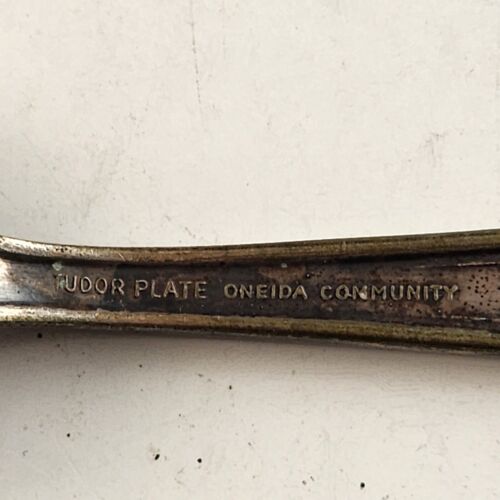 TUDOR PLATE ONEIDA COMMUNITY